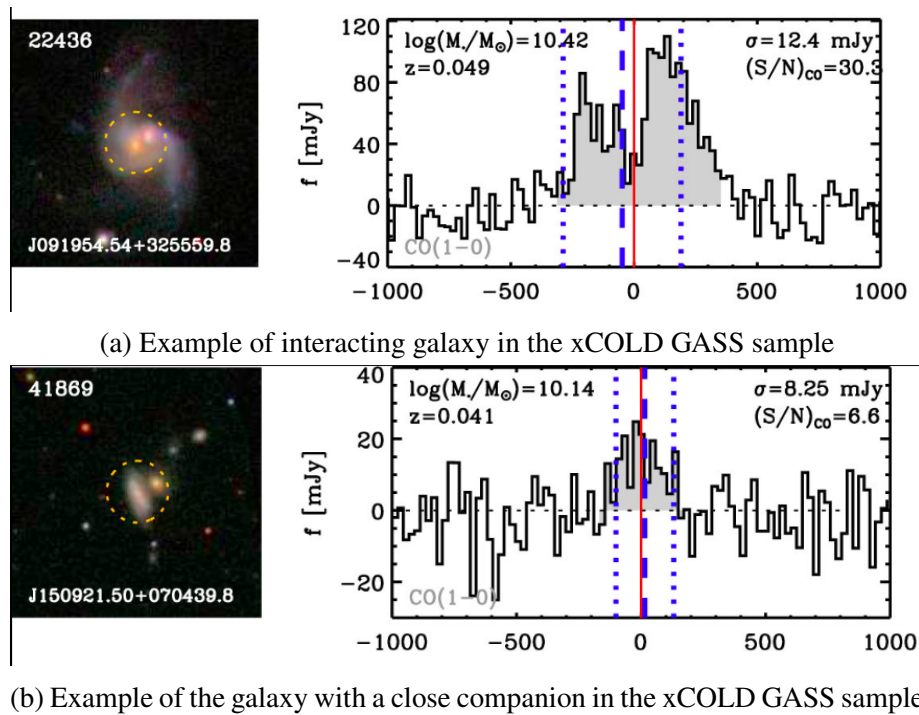 22436
J091954.54+325559.8
log(M*/M⊙)=10.42
z=0.049
σ=12.4 mJy
(S/N)CO=30.3
f [mJy]
120
80
40
0
−40
CO(1−0)
−1000 −500 0 500 1000
(a) Example of interacting galaxy in the xCOLD GASS sample
41869
J150921.50+070439.8
log(M*/M⊙)=10.14
z=0.041
σ=8.25 mJy
(S/N)CO=6.6
f [mJy]
40
20
0
−20
CO(1−0)
−1000 −500 0 500 1000
(b) Example of the galaxy with a close companion in the xCOLD GASS sample